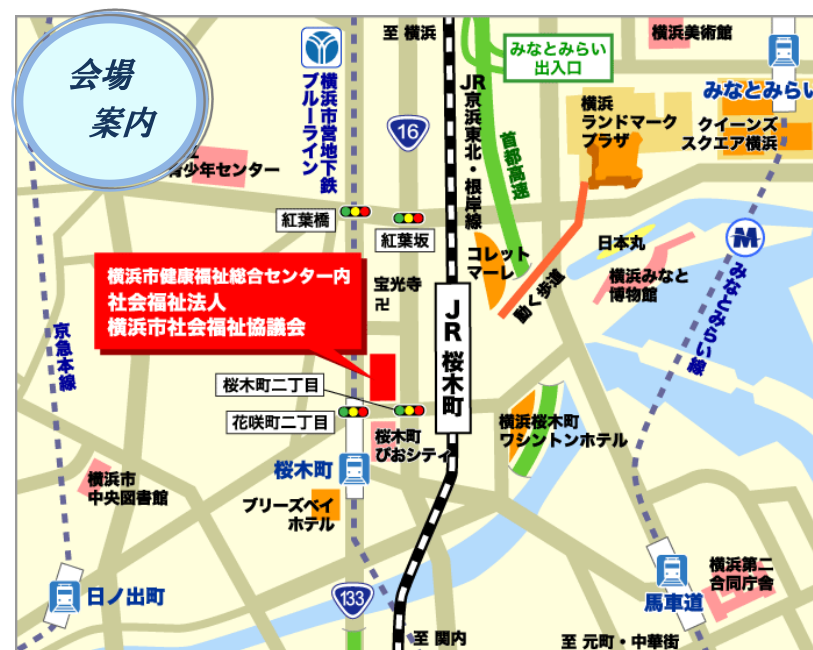 会場
案内
至 横浜
横浜美術館
みなとみらい
出入口
みなとみらい
横浜市営地下鉄
ブルーライン
16
JR京浜東北・根岸線
首都高速
横浜
ランドマーク
プラザ
クイーンズ
スクエア横浜
青少年センター
紅葉橋
紅葉坂
コレット
マーレ
日本丸
横浜みなと
博物館
動く歩道
みなとみらい線
横浜市健康福祉総合センター内
社会福祉法人
横浜市社会福祉協議会
宝光寺
卍
JR 桜木町
京急本線
桜木町二丁目
花咲町二丁目
桜木町
ぴおシティ
横浜桜木町
ワシントンホテル
桜木町
横浜市
中央図書館
ブリーズベイ
ホテル
日ノ出町
133
馬車道
横浜第二
合同庁舎
至 関内
至 元町・中華街